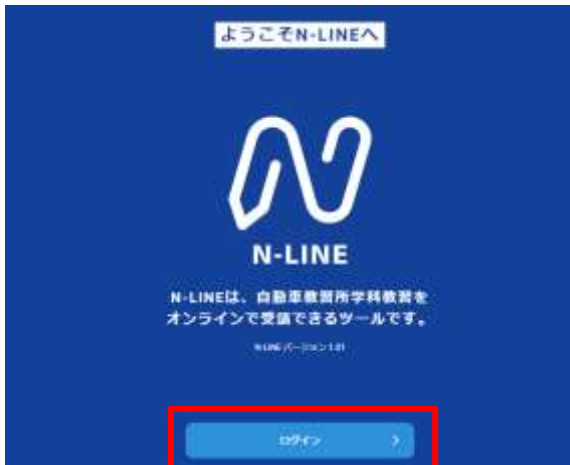 ようこそN-LINEへ
N-LINE
N-LINEは、自動車教習所学科教習を
オンラインで受講できるツールです。
N-LINE バージョン 1.01
ログイン